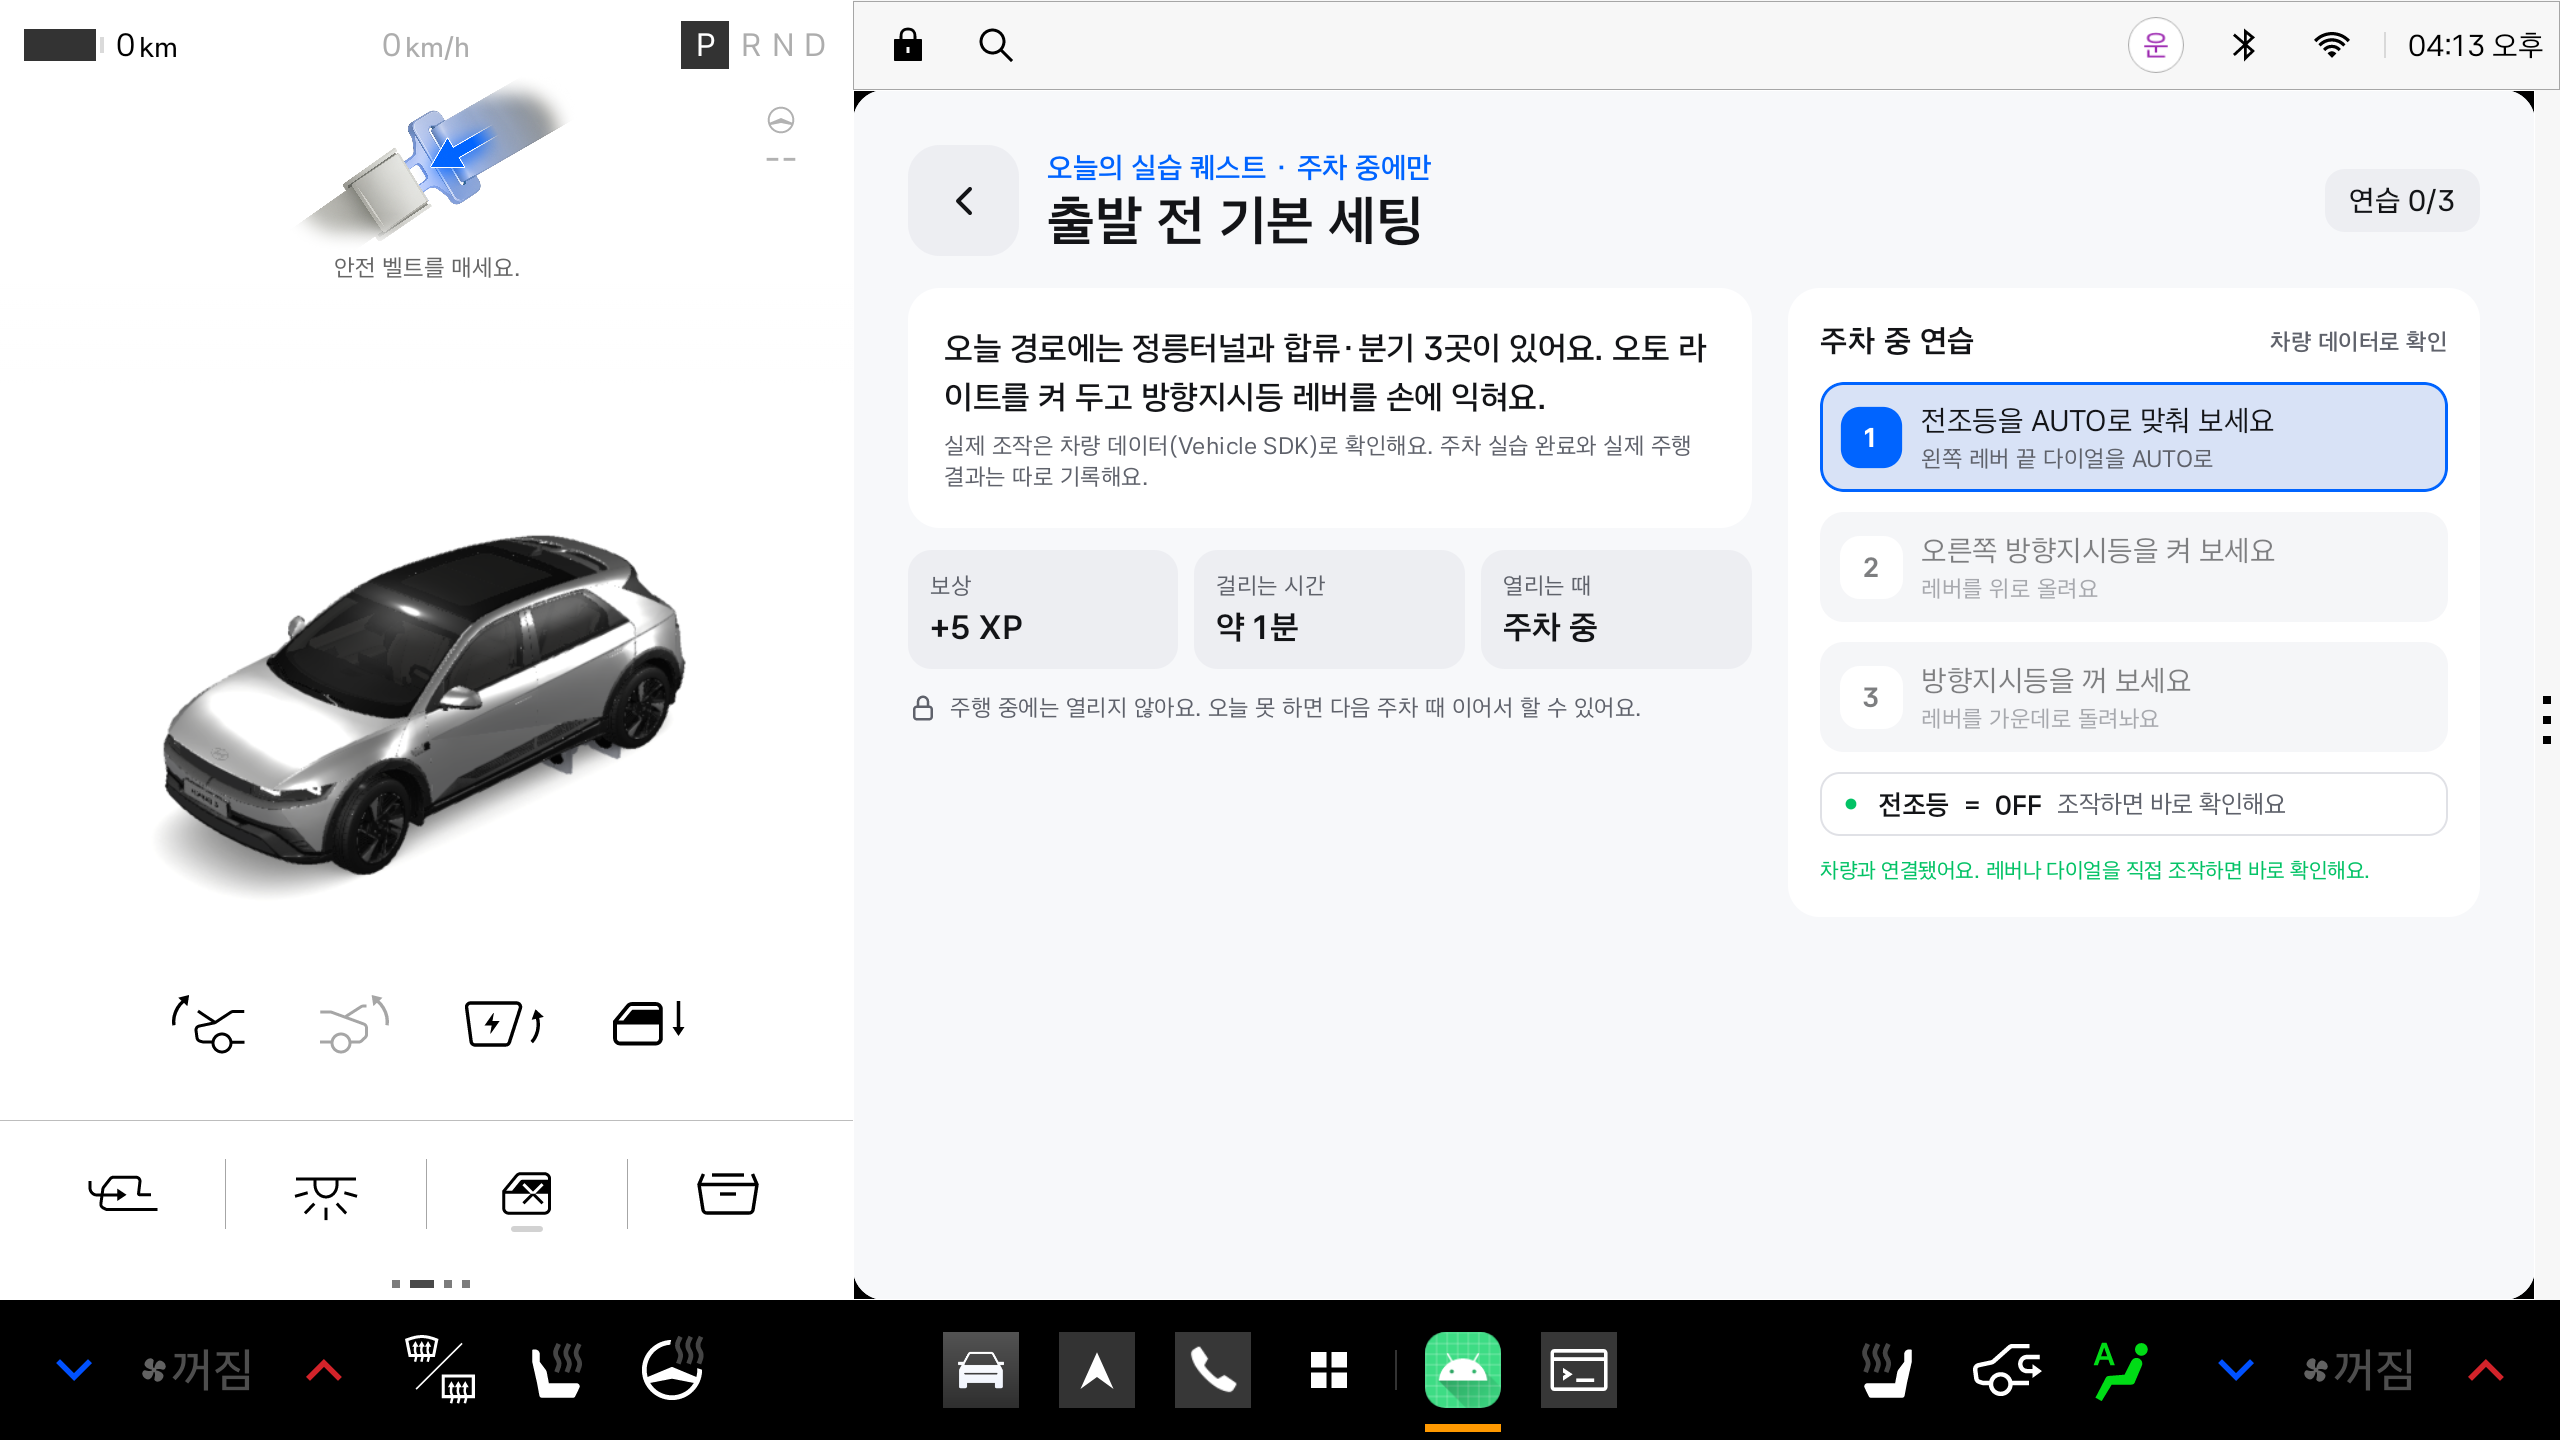 0 km
0 km/h
P R N D
안전 벨트를 매세요.
운
04:13 오후
오늘의 실습 퀘스트 · 주차 중에만
출발 전 기본 세팅
연습 0/3
오늘 경로에는 정릉터널과 합류·분기 3곳이 있어요. 오토 라
이트를 켜 두고 방향지시등 레버를 손에 익혀요.
실제 조작은 차량 데이터(Vehicle SDK)로 확인해요. 주차 실습 완료와 실제 주행
결과는 따로 기록해요.
보상
+5 XP
걸리는 시간
약 1분
열리는 때
주차 중
주행 중에는 열리지 않아요. 오늘 못 하면 다음 주차 때 이어서 할 수 있어요.
주차 중 연습
차량 데이터로 확인
1
전조등을 AUTO로 맞춰 보세요
왼쪽 레버 끝 다이얼을 AUTO로
2
오른쪽 방향지시등을 켜 보세요
레버를 위로 올려요
3
방향지시등을 꺼 보세요
레버를 가운데로 돌려놔요
전조등 = OFF 조작하면 바로 확인해요
차량과 연결됐어요. 레버나 다이얼을 직접 조작하면 바로 확인해요.
꺼짐
A
꺼짐